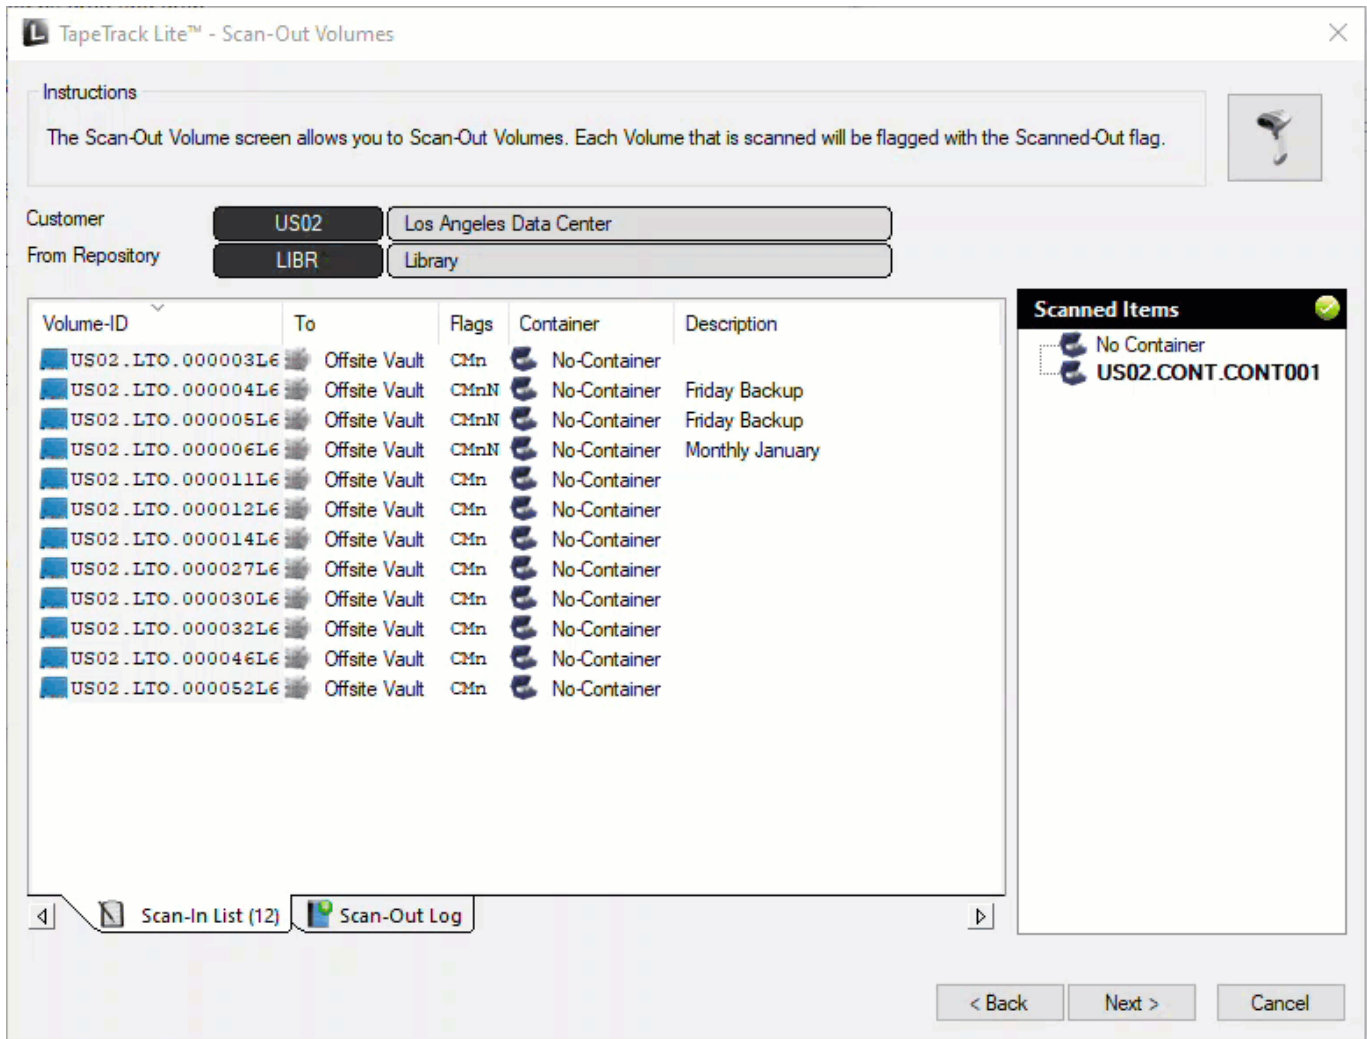 TapeTrack Lite™ - Scan-Out Volumes
Instructions
The Scan-Out Volume screen allows you to Scan-Out Volumes. Each Volume that is scanned will be flagged with the Scanned-Out flag.
Customer US02 Los Angeles Data Center
From Repository LIBR Library
Volume-ID To Flags Container Description
US02.LTO.000003L6 Offsite Vault CMn No-Container
US02.LTO.000004L6 Offsite Vault CMnN No-Container Friday Backup
US02.LTO.000005L6 Offsite Vault CMnN No-Container Friday Backup
US02.LTO.000006L6 Offsite Vault CMnN No-Container Monthly January
US02.LTO.000011L6 Offsite Vault CMn No-Container
US02.LTO.000012L6 Offsite Vault CMn No-Container
US02.LTO.000014L6 Offsite Vault CMn No-Container
US02.LTO.000027L6 Offsite Vault CMn No-Container
US02.LTO.000030L6 Offsite Vault CMn No-Container
US02.LTO.000032L6 Offsite Vault CMn No-Container
US02.LTO.000046L6 Offsite Vault CMn No-Container
US02.LTO.000052L6 Offsite Vault CMn No-Container
Scan-In List (12) Scan-Out Log
Scanned Items
No Container
US02.CONT.CONT001
< Back Next > Cancel